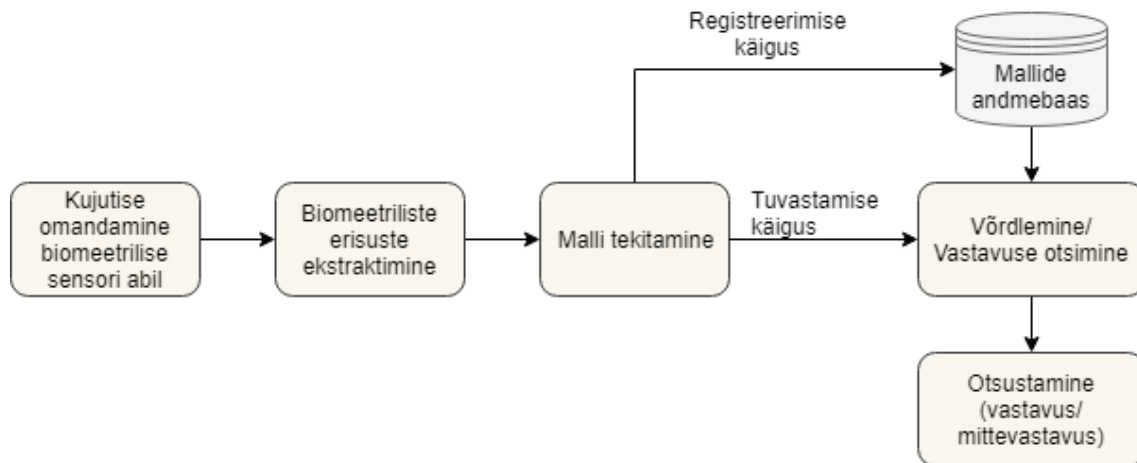 Registreerimise
käigus
Mallide
andmebaas
Kujutise
omandamine
biomeetrilise
sensori abil
Biomeetriliste
erisuste
ekstraktimine
Malli tekitamine
Tuvastamise
käigus
Võrdlemine/
Vastavuse otsimine
Otsustamine
(vastavus/
mittevastavus)